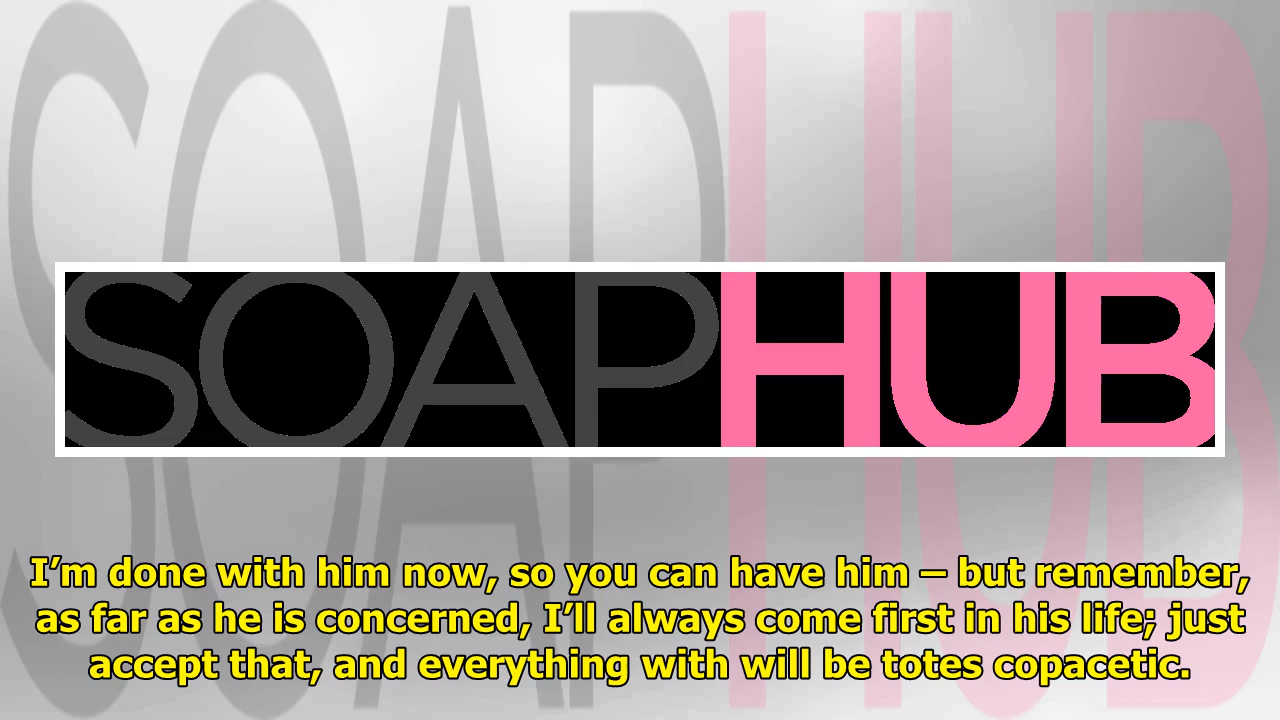 SOAPHUB
SOAPHUB
I’m done with him now, so you can have him – but remember,
as far as he is concerned, I’ll always come first in his life; just
accept that, and everything with will be totes copacetic.